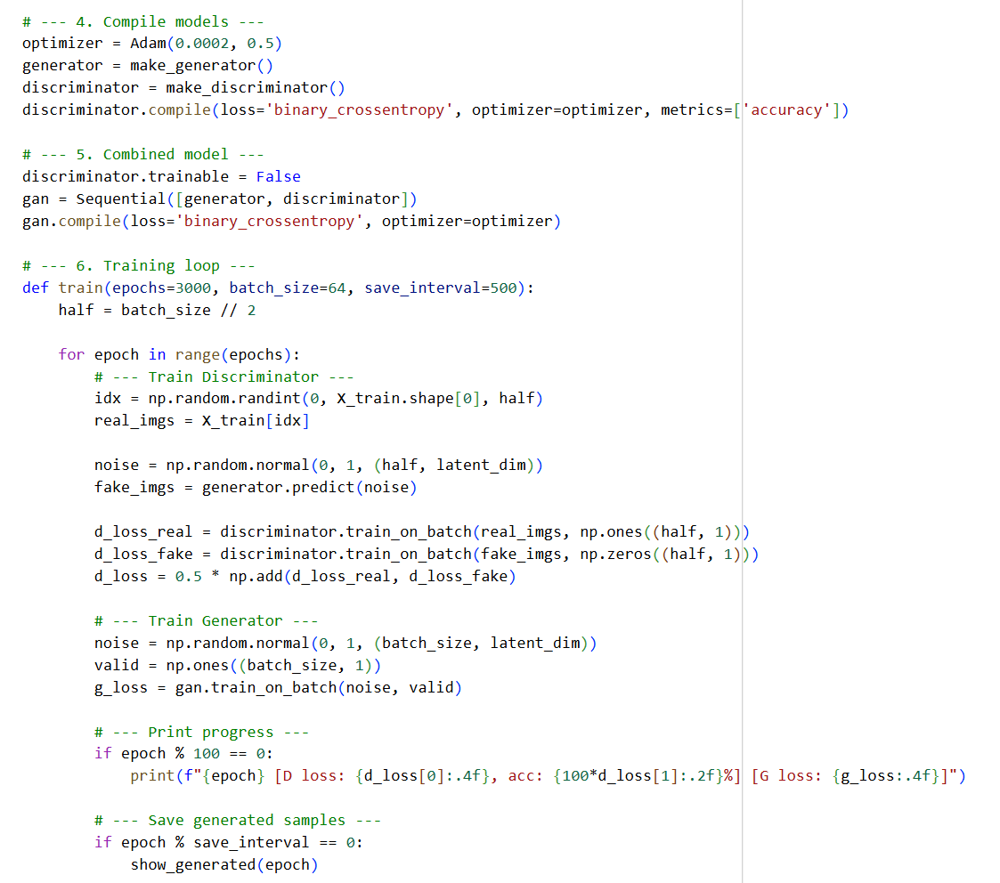 # --- 4. Compile models ---
optimizer = Adam(0.0002, 0.5)
generator = make_generator()
discriminator = make_discriminator()
discriminator.compile(loss='binary_crossentropy', optimizer=optimizer, metrics=['accuracy'])

# --- 5. Combined model ---
discriminator.trainable = False
gan = Sequential([generator, discriminator])
gan.compile(loss='binary_crossentropy', optimizer=optimizer)

# --- 6. Training loop ---
def train(epochs=3000, batch_size=64, save_interval=500):
    half = batch_size // 2

    for epoch in range(epochs):
        # --- Train Discriminator ---
        idx = np.random.randint(0, X_train.shape[0], half)
        real_imgs = X_train[idx]

        noise = np.random.normal(0, 1, (half, latent_dim))
        fake_imgs = generator.predict(noise)

        d_loss_real = discriminator.train_on_batch(real_imgs, np.ones((half, 1)))
        d_loss_fake = discriminator.train_on_batch(fake_imgs, np.zeros((half, 1)))
        d_loss = 0.5 * np.add(d_loss_real, d_loss_fake)

        # --- Train Generator ---
        noise = np.random.normal(0, 1, (batch_size, latent_dim))
        valid = np.ones((batch_size, 1))
        g_loss = gan.train_on_batch(noise, valid)

        # --- Print progress ---
        if epoch % 100 == 0:
            print(f"{epoch} [D loss: {d_loss[0]:.4f}, acc: {100*d_loss[1]:.2f}%] [G loss: {g_loss:.4f}]")

        # --- Save generated samples ---
        if epoch % save_interval == 0:
            show_generated(epoch)